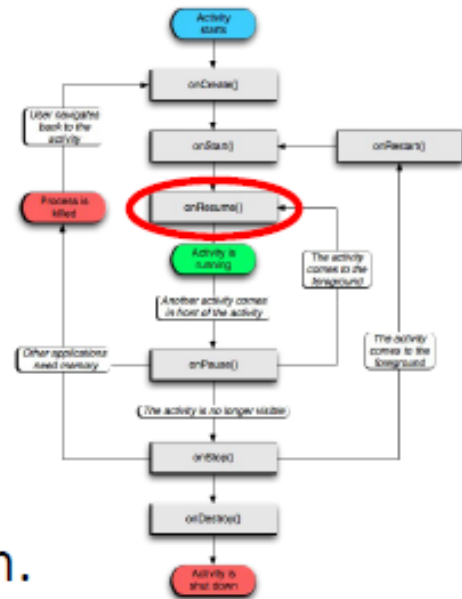 Activity
starts
onCreate()
User navigates
back to the
activity
onStart()
onRestart()
Process is
killed
onResume()
Activity is
running
The activity
comes to the
foreground
Another activity comes
in front of the activity
The activity
comes to the
foreground
Other applications
need memory
onPause()
The activity is no longer visible
onStop()
onDestroy()
Activity is
shut down
n.